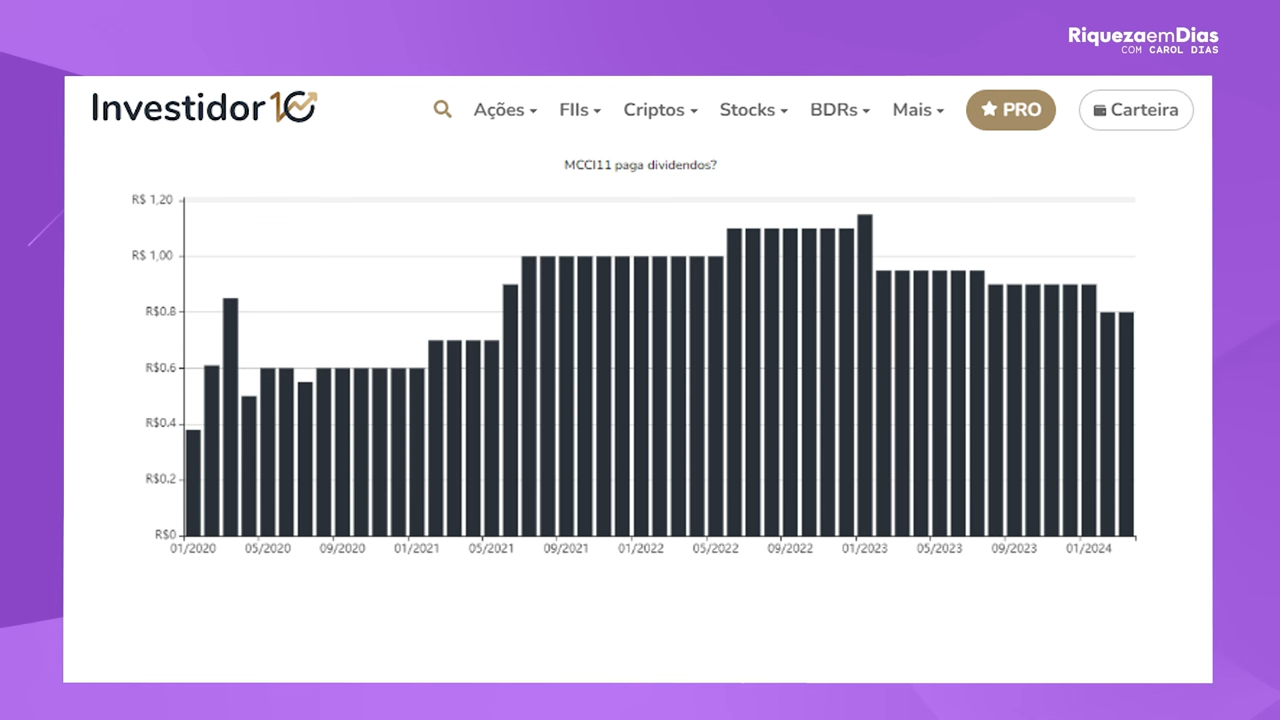 RiquezaemDias
COM CAROL DIAS
Investidor 10
Ações
FIIs
Criptos
Stocks
BDRs
Mais
PRO
Carteira
MCCI11 paga dividendos?
R$ 1,20
R$ 1,00
R$0.8
R$0.6
R$0.4
R$0.2
R$0
01/2020 05/2020 09/2020 01/2021 05/2021 09/2021 01/2022 05/2022 09/2022 01/2023 05/2023 09/2023 01/2024